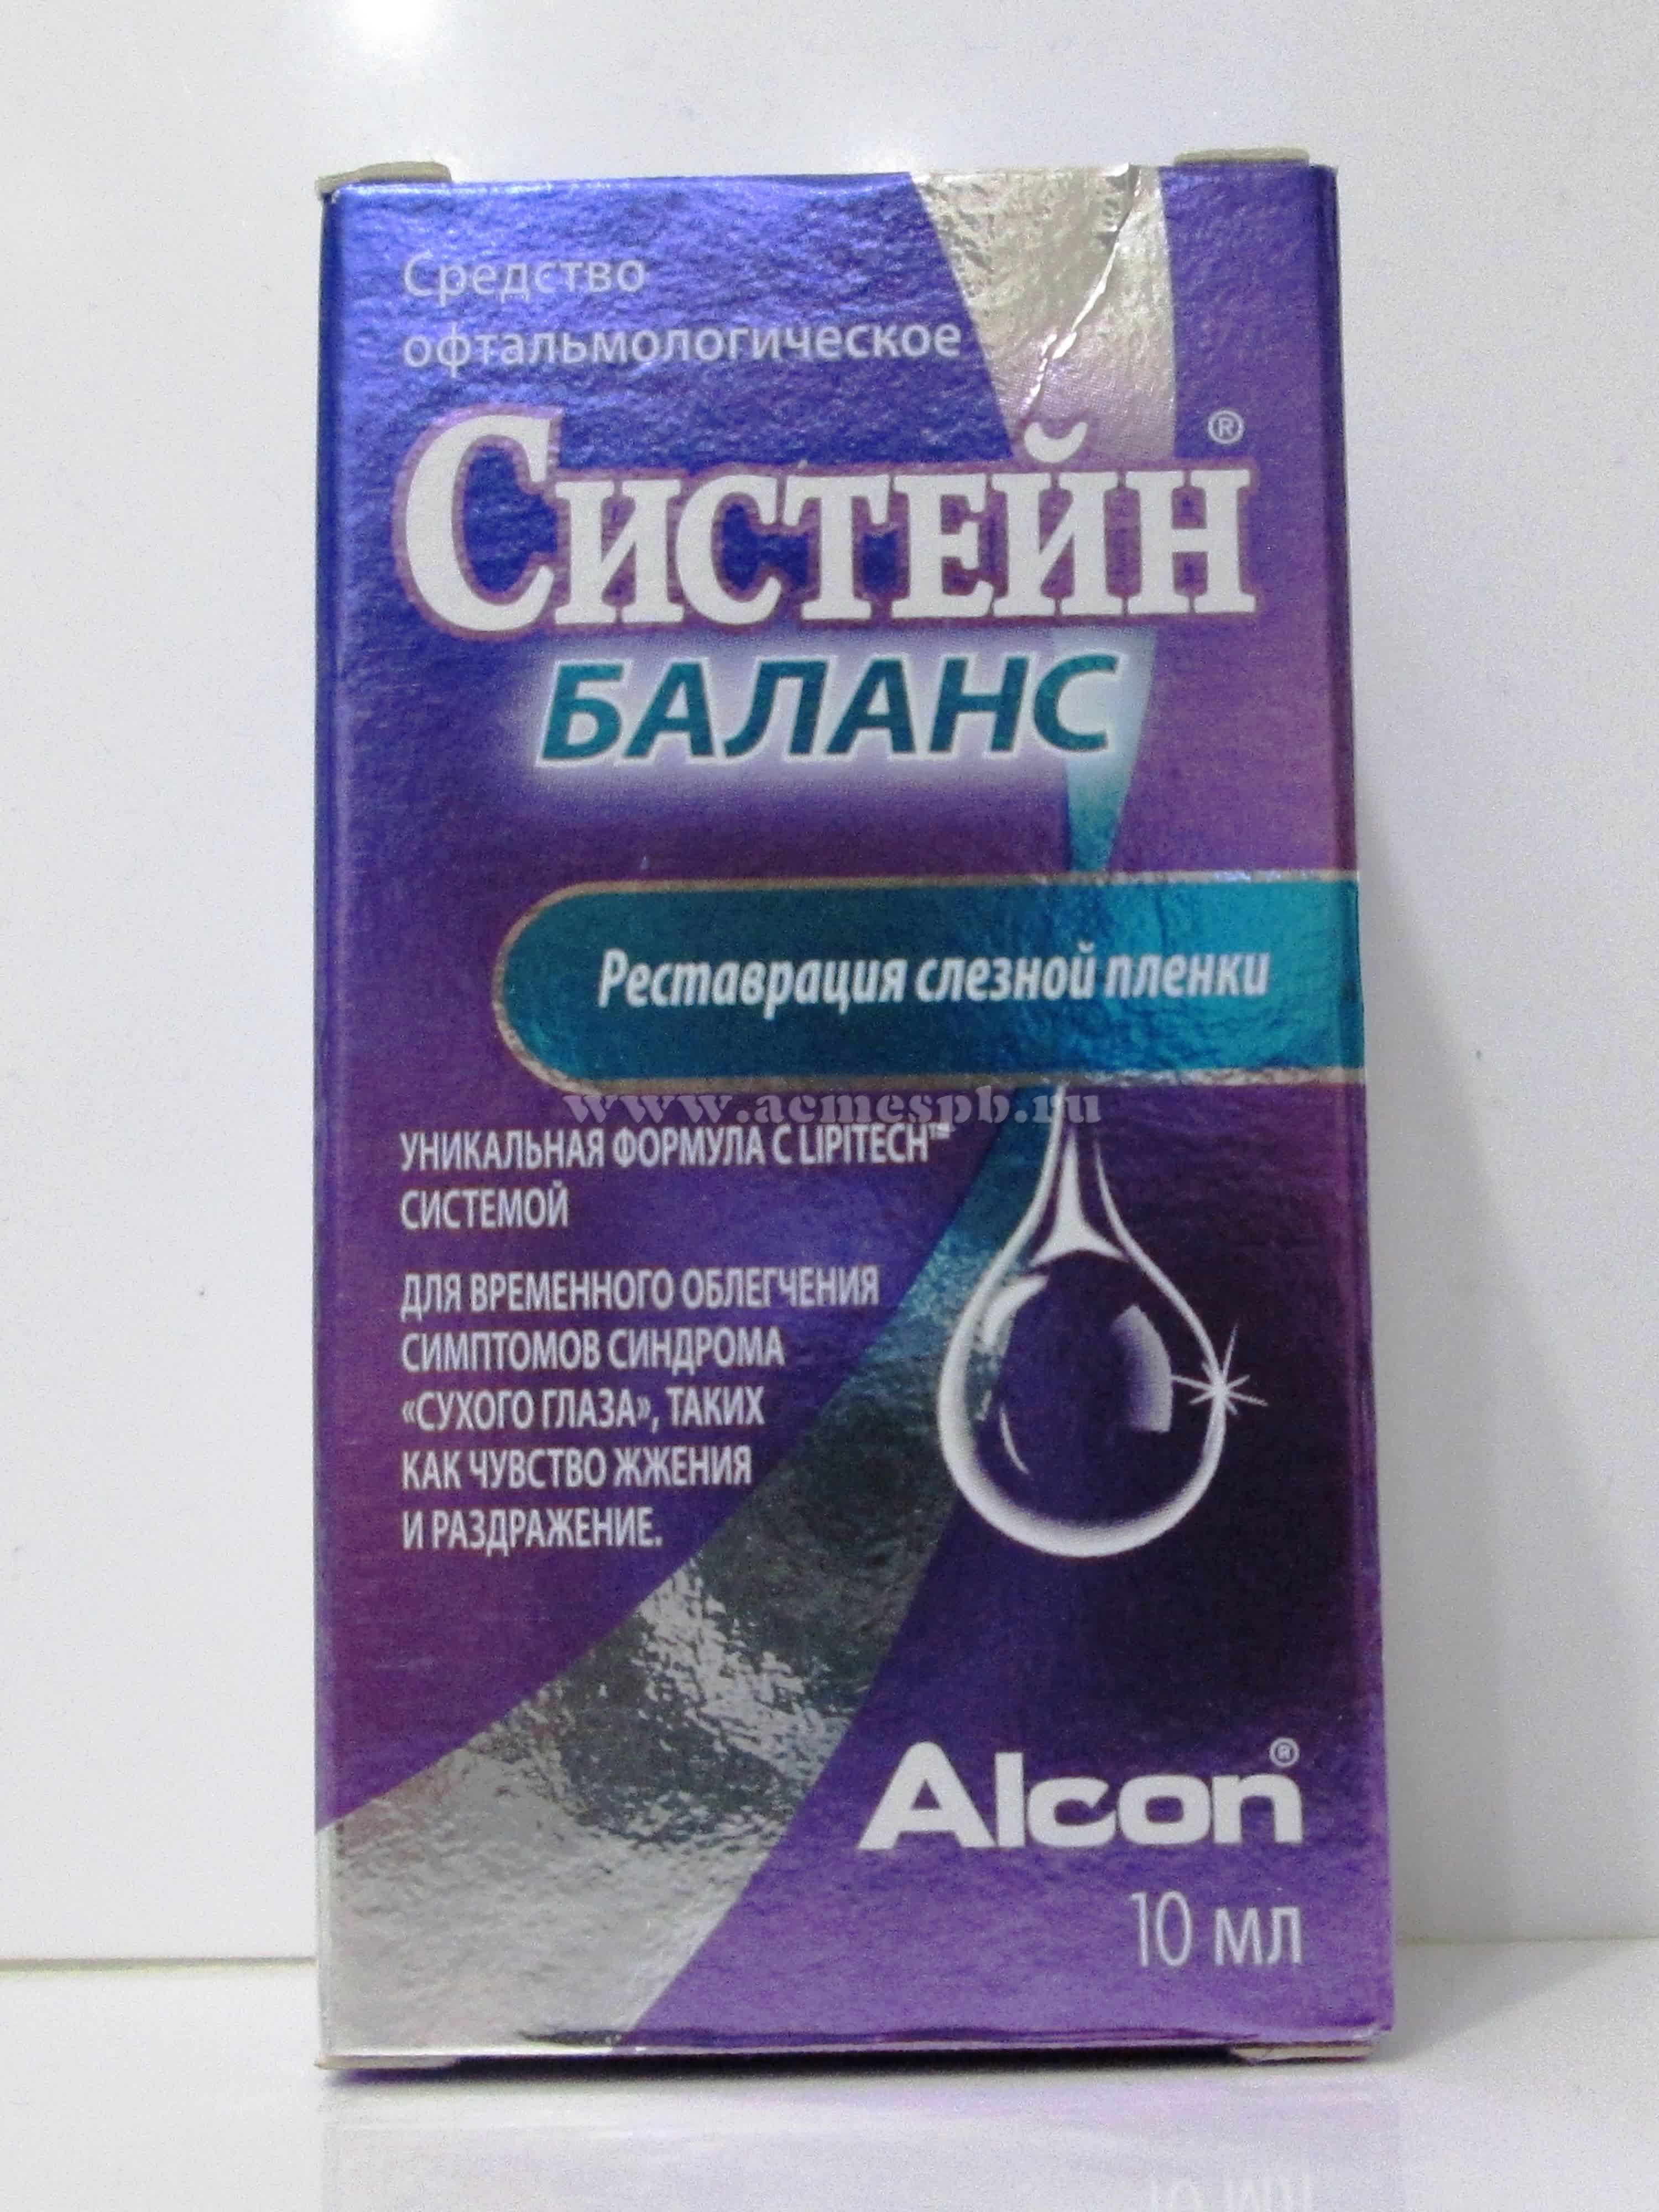 Средство
офтальмологическое
СИСТЕЙН®
БАЛАНС
Реставрация слезной пленки
www.acmespb.ru
УНИКАЛЬНАЯ ФОРМУЛА С LIPITECH™
СИСТЕМОЙ
ДЛЯ ВРЕМЕННОГО ОБЛЕГЧЕНИЯ
СИМПТОМОВ СИНДРОМА
«СУХОГО ГЛАЗА», ТАКИХ
КАК ЧУВСТВО ЖЖЕНИЯ
И РАЗДРАЖЕНИЕ.
Alcon®
10 мл